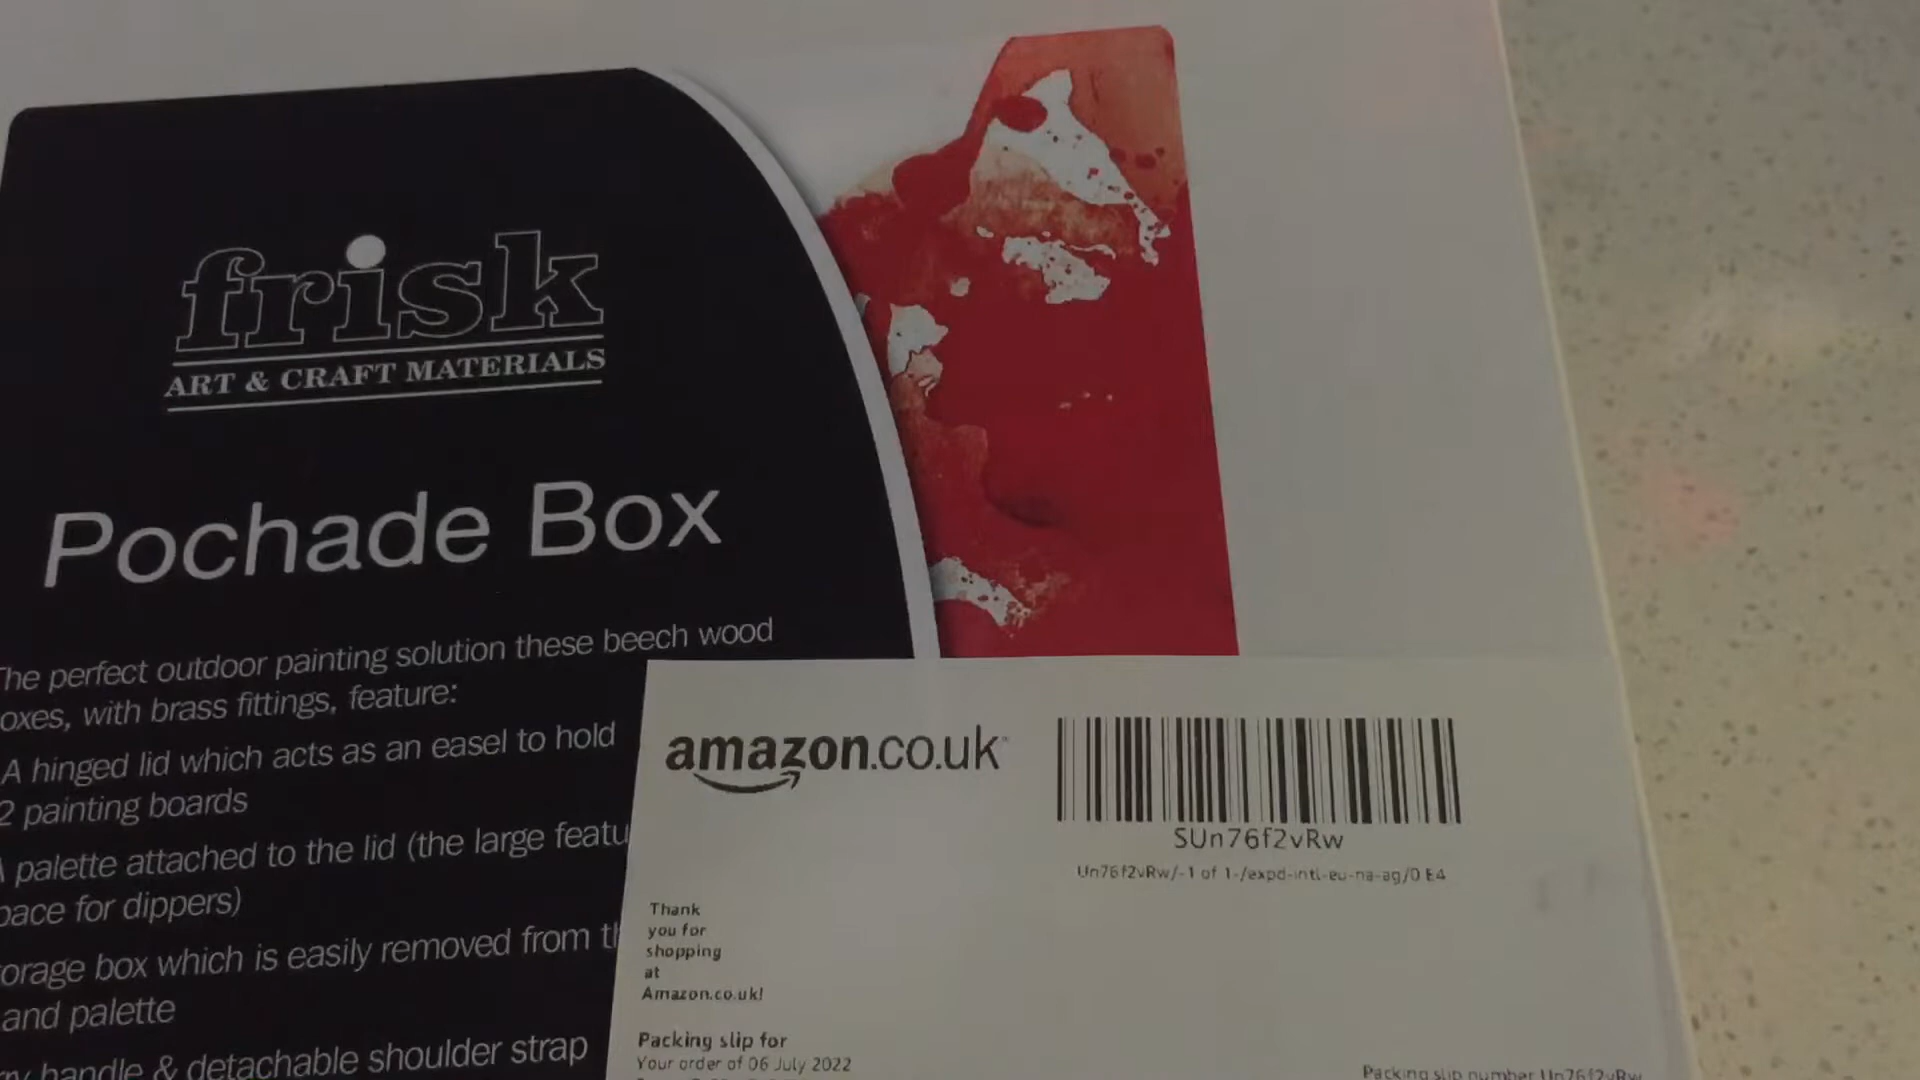 frisk
ART & CRAFT MATERIALS
Pochade Box
The perfect outdoor painting solution these beech wood
oxes, with brass fittings, feature:
A hinged lid which acts as an easel to hold
2 painting boards
A palette attached to the lid (the large featu
pace for dippers)
orage box which is easily removed from th
and palette
ry handle & detachable shoulder strap
amazon.co.uk
SUn76f2vRw
Un76f2vRw/-1 of 1-/expd-intl-eu-na-ag/0 E4
Thank
you for
shopping
at
Amazon.co.uk!
Packing slip for
Your order of 06 July 2022
Packing slip number Un76f2vRw